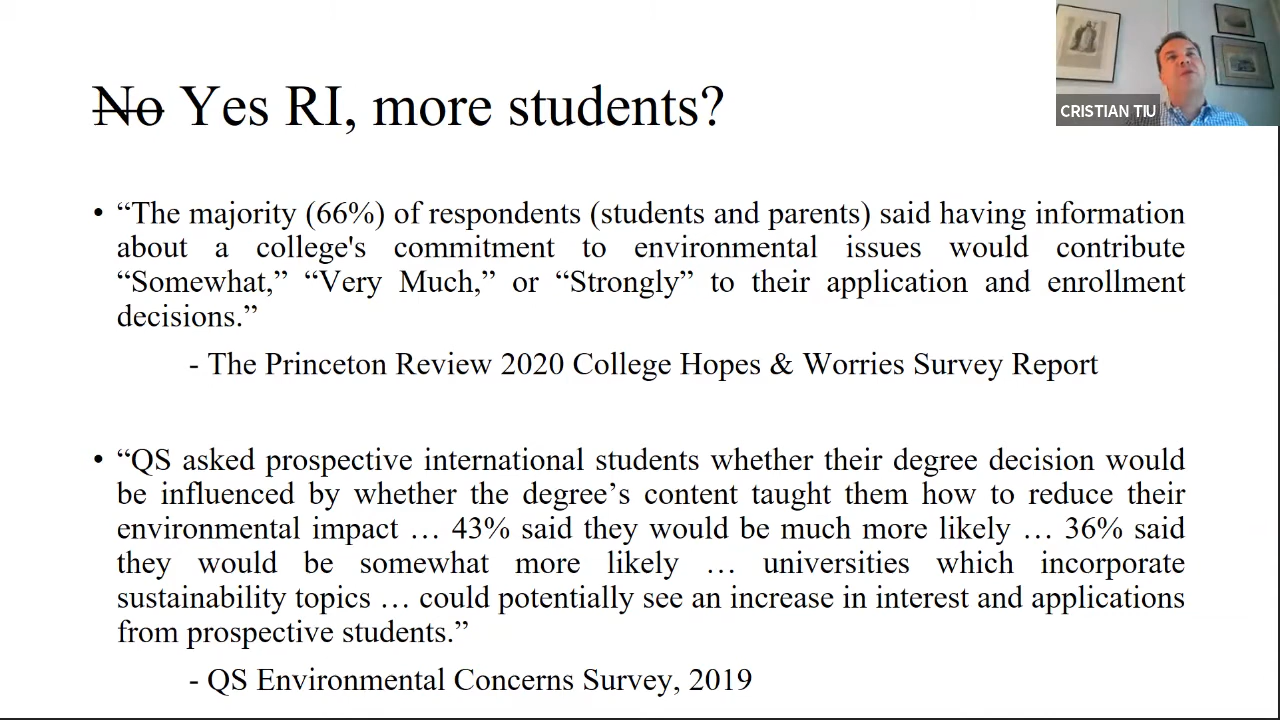 No Yes RI, more students?
CRISTIAN TIU
• “The majority (66%) of respondents (students and parents) said having information
about a college's commitment to environmental issues would contribute
“Somewhat,” “Very Much,” or “Strongly” to their application and enrollment
decisions.”
- The Princeton Review 2020 College Hopes & Worries Survey Report
• “QS asked prospective international students whether their degree decision would
be influenced by whether the degree’s content taught them how to reduce their
environmental impact … 43% said they would be much more likely … 36% said
they would be somewhat more likely … universities which incorporate
sustainability topics … could potentially see an increase in interest and applications
from prospective students.”
- QS Environmental Concerns Survey, 2019